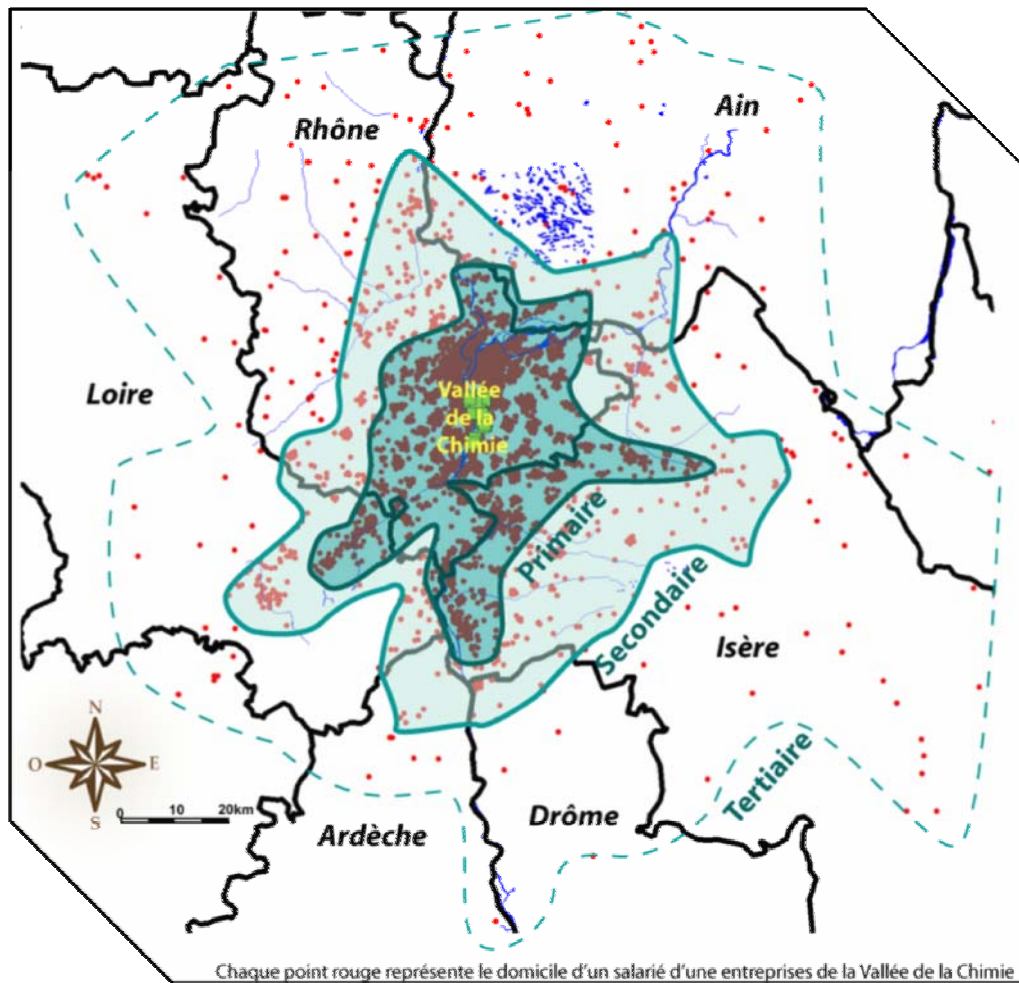 Rhône
Ain
Loire
Vallée
de la
Chimie
Primaire
Secondaire
Isère
Tertiaire
N
O
E
S
0 10 20km
Ardèche
Drôme
Chaque point rouge représente le domicile d'un salarié d'une entreprises de la Vallée de la Chimie